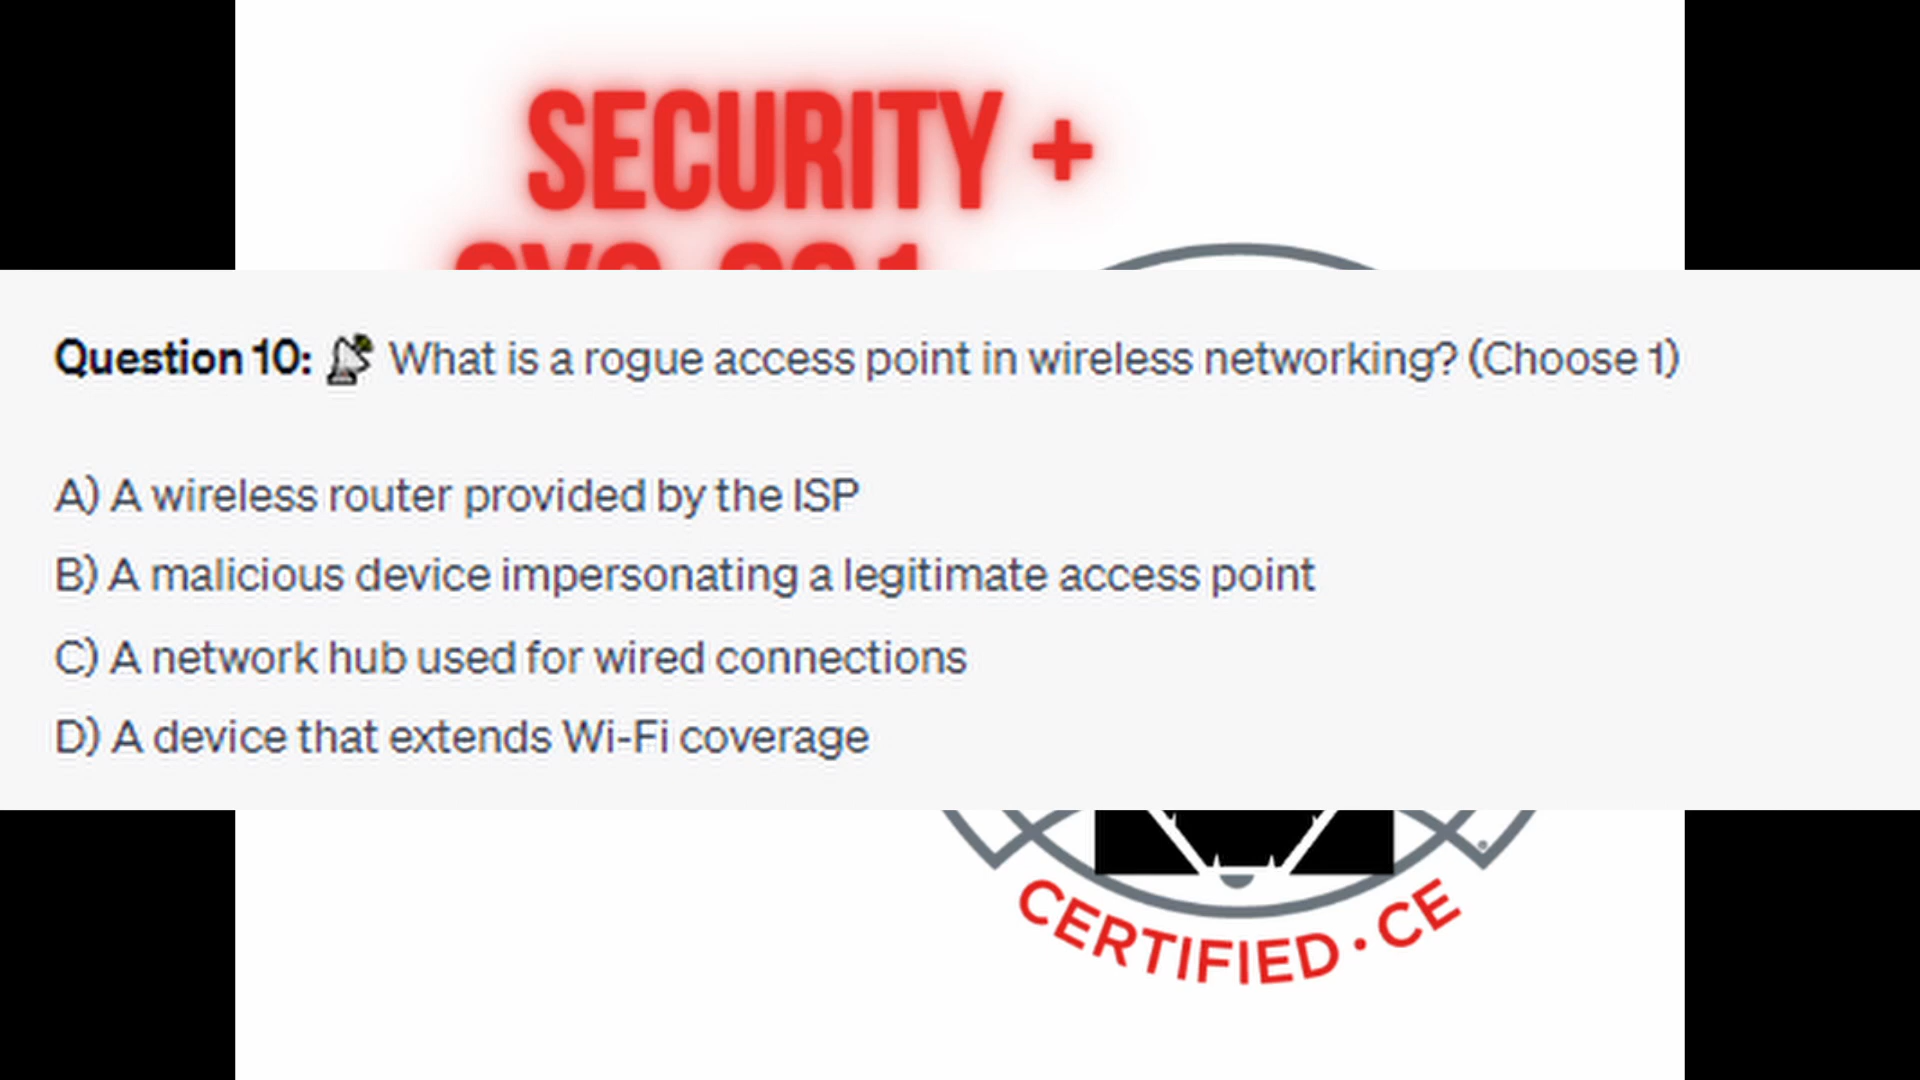 SECURITY +
Question 10: What is a rogue access point in wireless networking? (Choose 1)
A) A wireless router provided by the ISP
B) A malicious device impersonating a legitimate access point
C) A network hub used for wired connections
D) A device that extends Wi-Fi coverage
CERTIFIED • CE